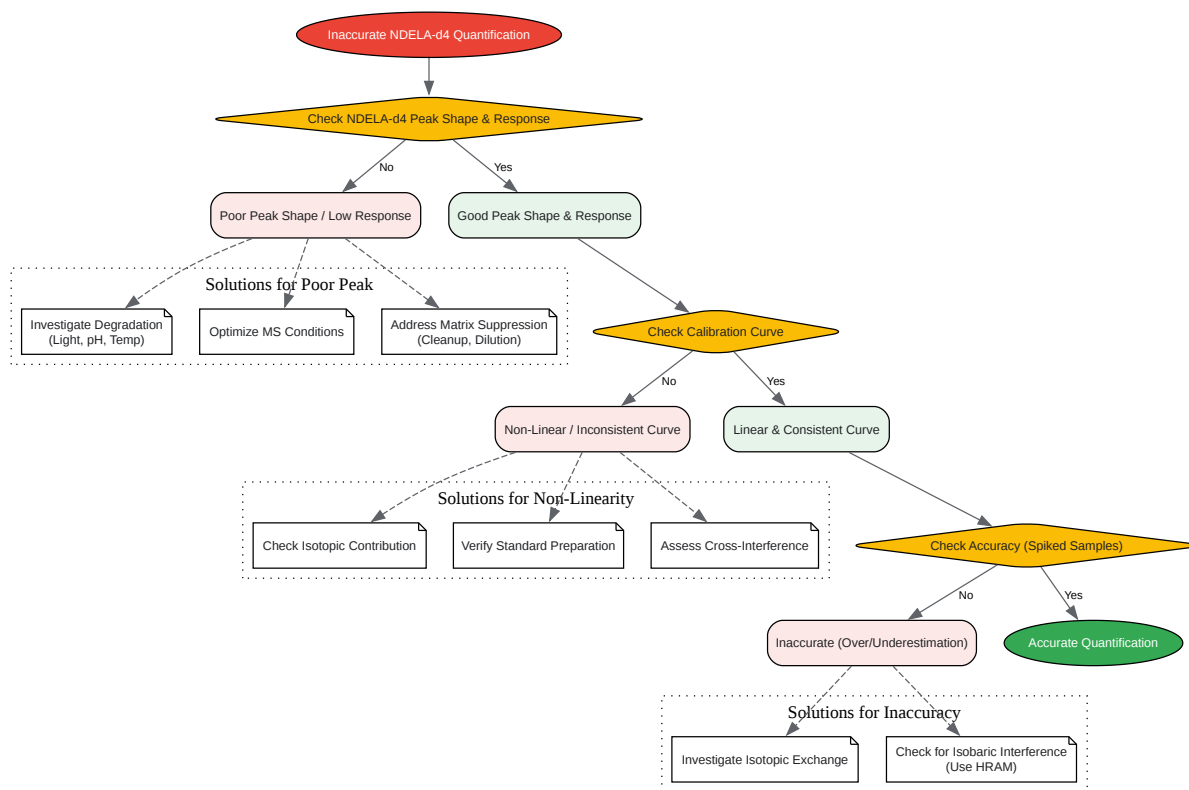 Inaccurate NDELA-d4 Quantification
Check NDELA-d4 Peak Shape & Response
No
Yes
Poor Peak Shape / Low Response
Good Peak Shape & Response
Solutions for Poor Peak
Investigate Degradation
(Light, pH, Temp)
Optimize MS Conditions
Address Matrix Suppression
(Cleanup, Dilution)
Check Calibration Curve
No
Yes
Non-Linear / Inconsistent Curve
Linear & Consistent Curve
Solutions for Non-Linearity
Check Isotopic Contribution
Verify Standard Preparation
Assess Cross-Interference
Check Accuracy (Spiked Samples)
No
Yes
Inaccurate (Over/Underestimation)
Accurate Quantification
Solutions for Inaccuracy
Investigate Isotopic Exchange
Check for Isobaric Interference
(Use HRAM)